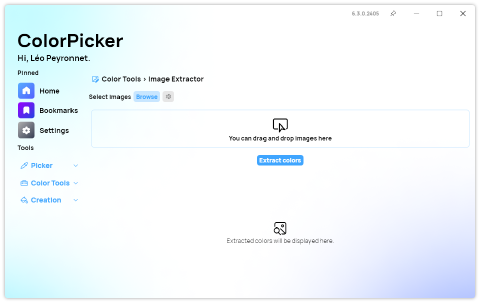 6.3.0.2405
ColorPicker
Hi, Léo Peyronnet.
Pinned
Home
Bookmarks
Settings
Tools
Picker
Color Tools
Creation
Color Tools › Image Extractor
Select images Browse
You can drag and drop images here
Extract colors
Extracted colors will be displayed here.